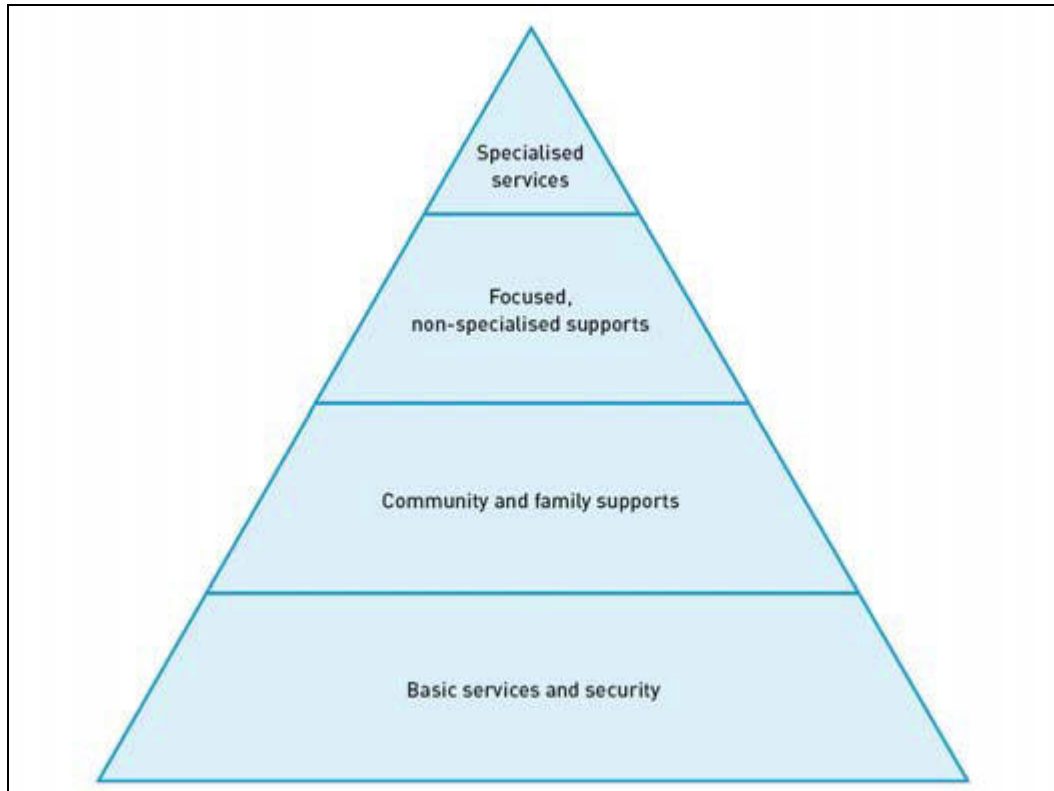 Specialised
services
Focused,
non-specialised supports
Community and family supports
Basic services and security